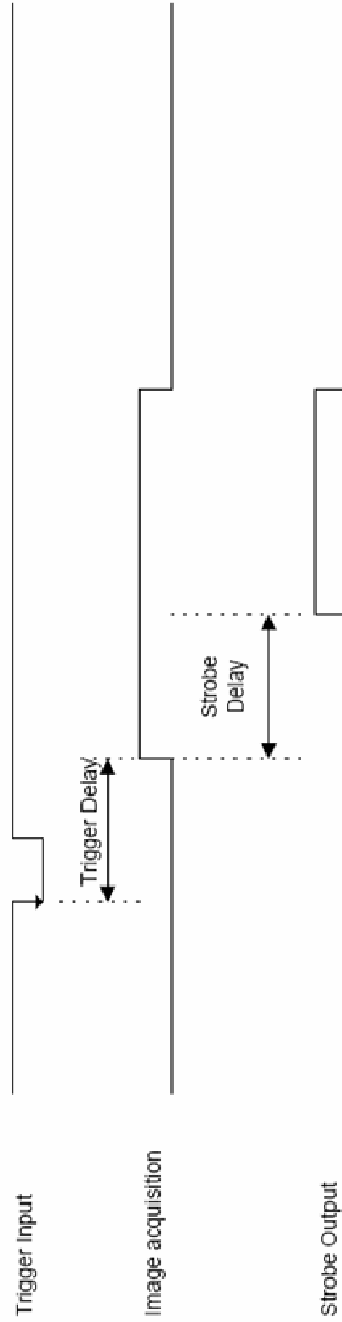 Trigger Input
Trigger Delay
Image acquisition
Strobe
Delay
Strobe Output